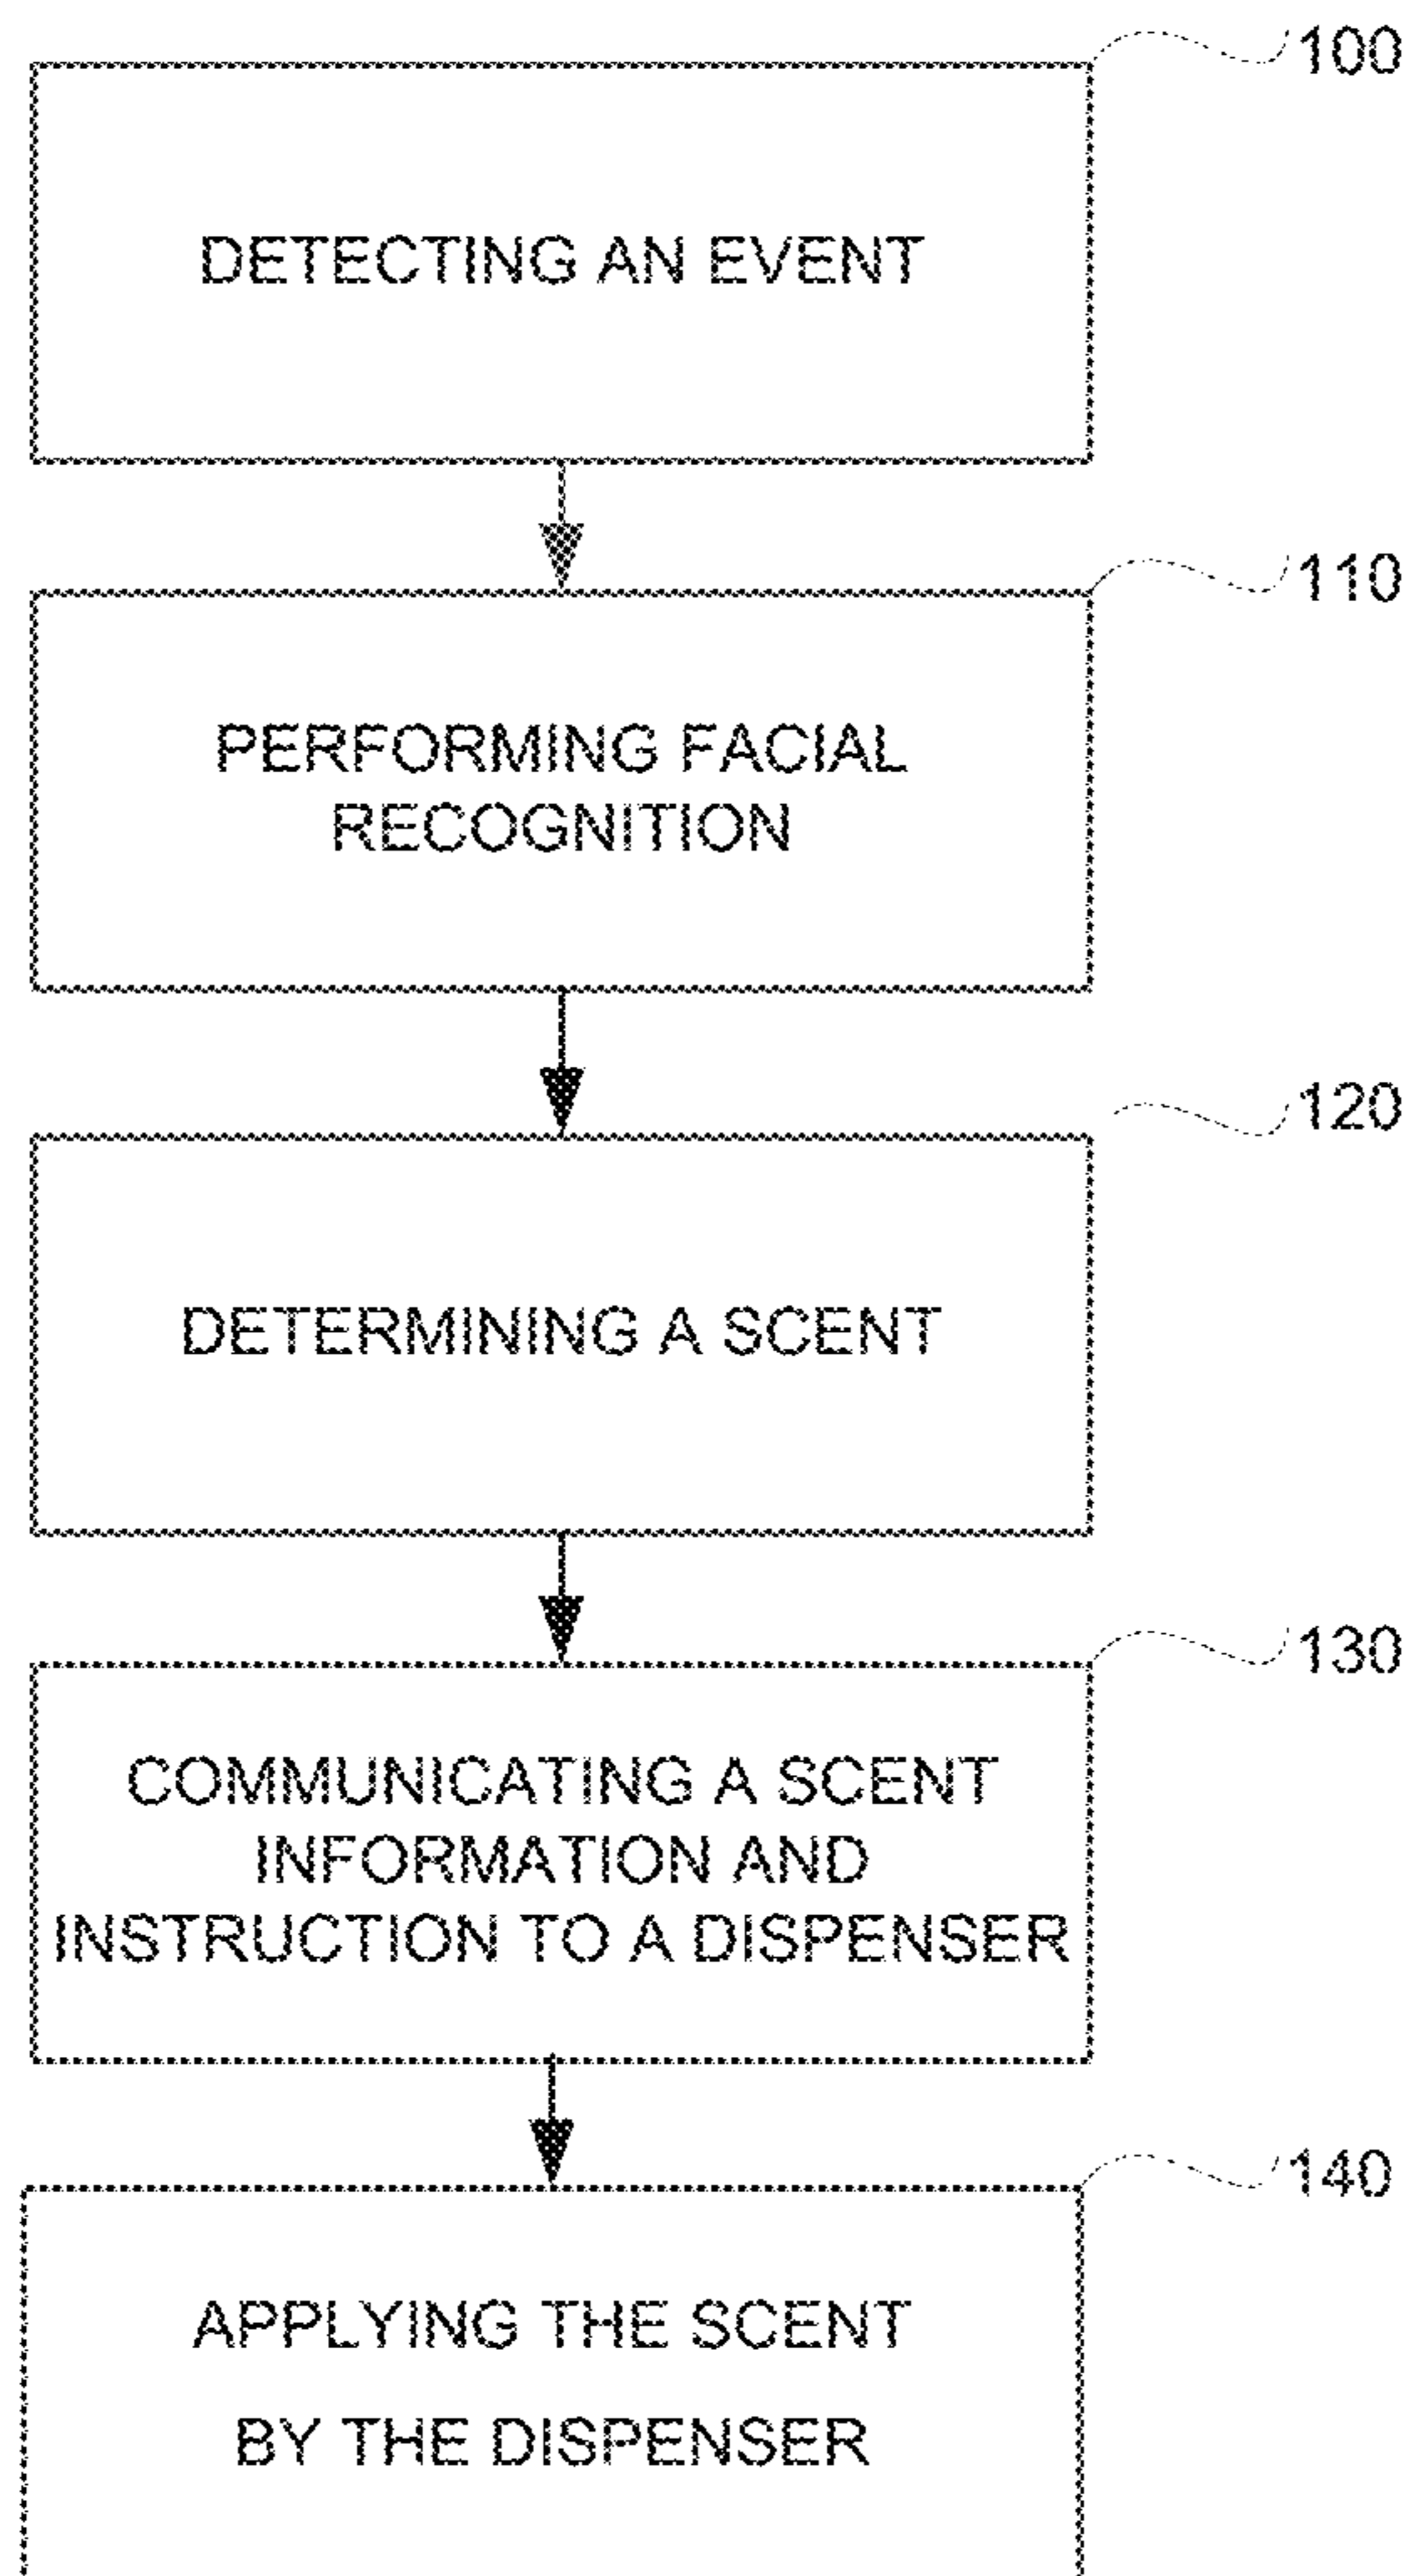 100
DETECTING AN EVENT
110
PERFORMING FACIAL
RECOGNITION
120
DETERMINING A SCENT
130
COMMUNICATING A SCENT
INFORMATION AND
INSTRUCTION TO A DISPENSER
140
APPLYING THE SCENT
BY THE DISPENSER